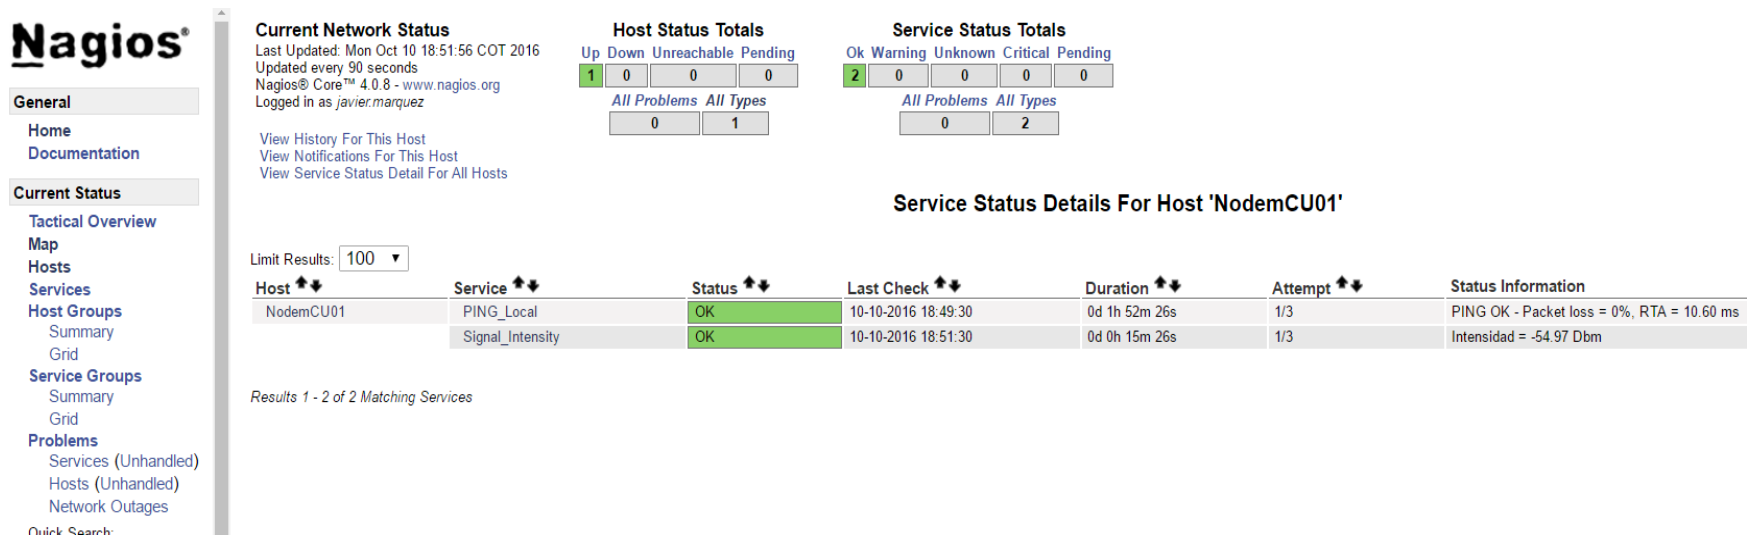 Nagios®
General
Home
Documentation
Current Status
Tactical Overview
Map
Hosts
Services
Host Groups
Summary
Grid
Service Groups
Summary
Grid
Problems
Services (Unhandled)
Hosts (Unhandled)
Network Outages
Quick Search:
Current Network Status
Last Updated: Mon Oct 10 18:51:56 COT 2016
Updated every 90 seconds
Nagios® Core™ 4.0.8 - www.nagios.org
Logged in as javier.marquez
View History For This Host
View Notifications For This Host
View Service Status Detail For All Hosts
Host Status Totals
Up Down Unreachable Pending
1 0 0 0
All Problems All Types
0 1
Service Status Totals
Ok Warning Unknown Critical Pending
2 0 0 0 0
All Problems All Types
0 2
Service Status Details For Host 'NodemCU01'
Limit Results: 100
Host Service Status Last Check Duration Attempt Status Information
NodemCU01 PING_Local OK 10-10-2016 18:49:30 0d 1h 52m 26s 1/3 PING OK - Packet loss = 0%, RTA = 10.60 ms
Signal_Intensity OK 10-10-2016 18:51:30 0d 0h 15m 26s 1/3 Intensidad = -54.97 Dbm
Results 1 - 2 of 2 Matching Services